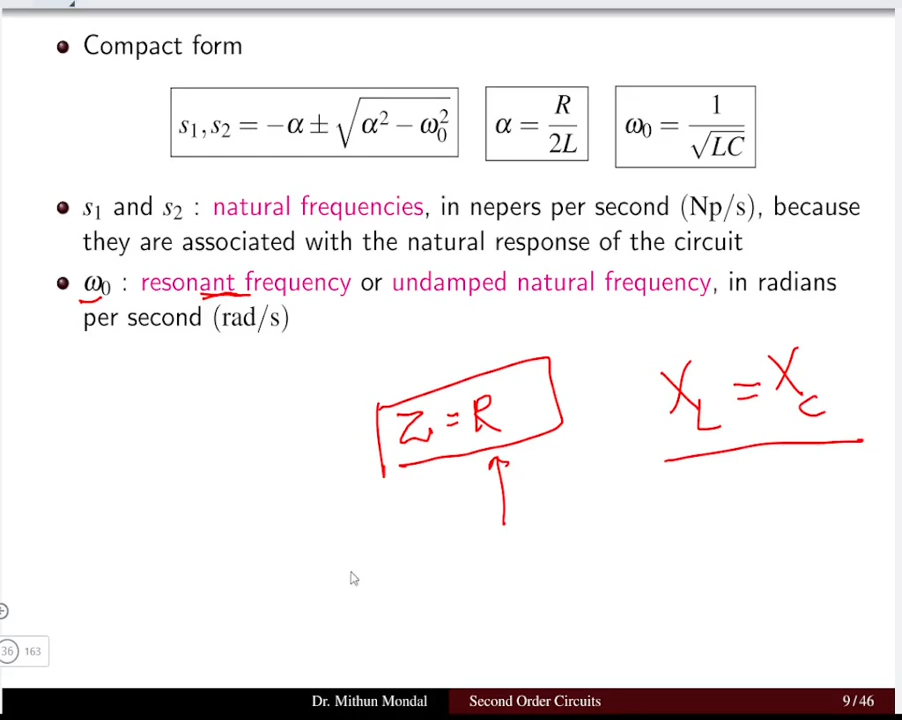 Compact form
s₁, s₂ = −α ± √(α² − ω₀²)   α = R/2L   ω₀ = 1/√LC
s₁ and s₂ : natural frequencies, in nepers per second (Np/s), because
they are associated with the natural response of the circuit
ω₀ : resonant frequency or undamped natural frequency, in radians
per second (rad/s)
Z = R
X_L = X_C
36 163
Dr. Mithun Mondal Second Order Circuits 9/46